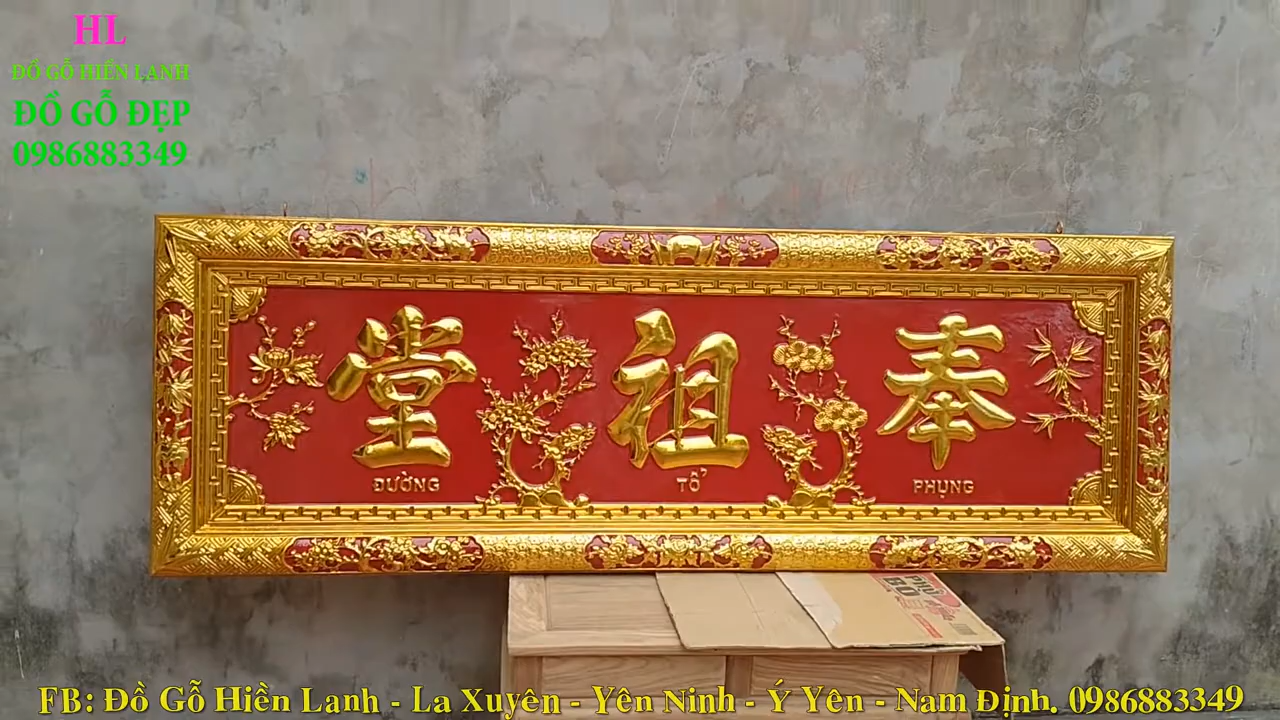 HL
ĐỒ GỖ HIỀN LANH
ĐỒ GỖ ĐẸP
0986883349
堂 祖 奉
ĐƯỜNG TỔ PHỤNG
FB: Đồ Gỗ Hiền Lanh - La Xuyên - Yên Ninh - Ý Yên - Nam Định. 0986883349